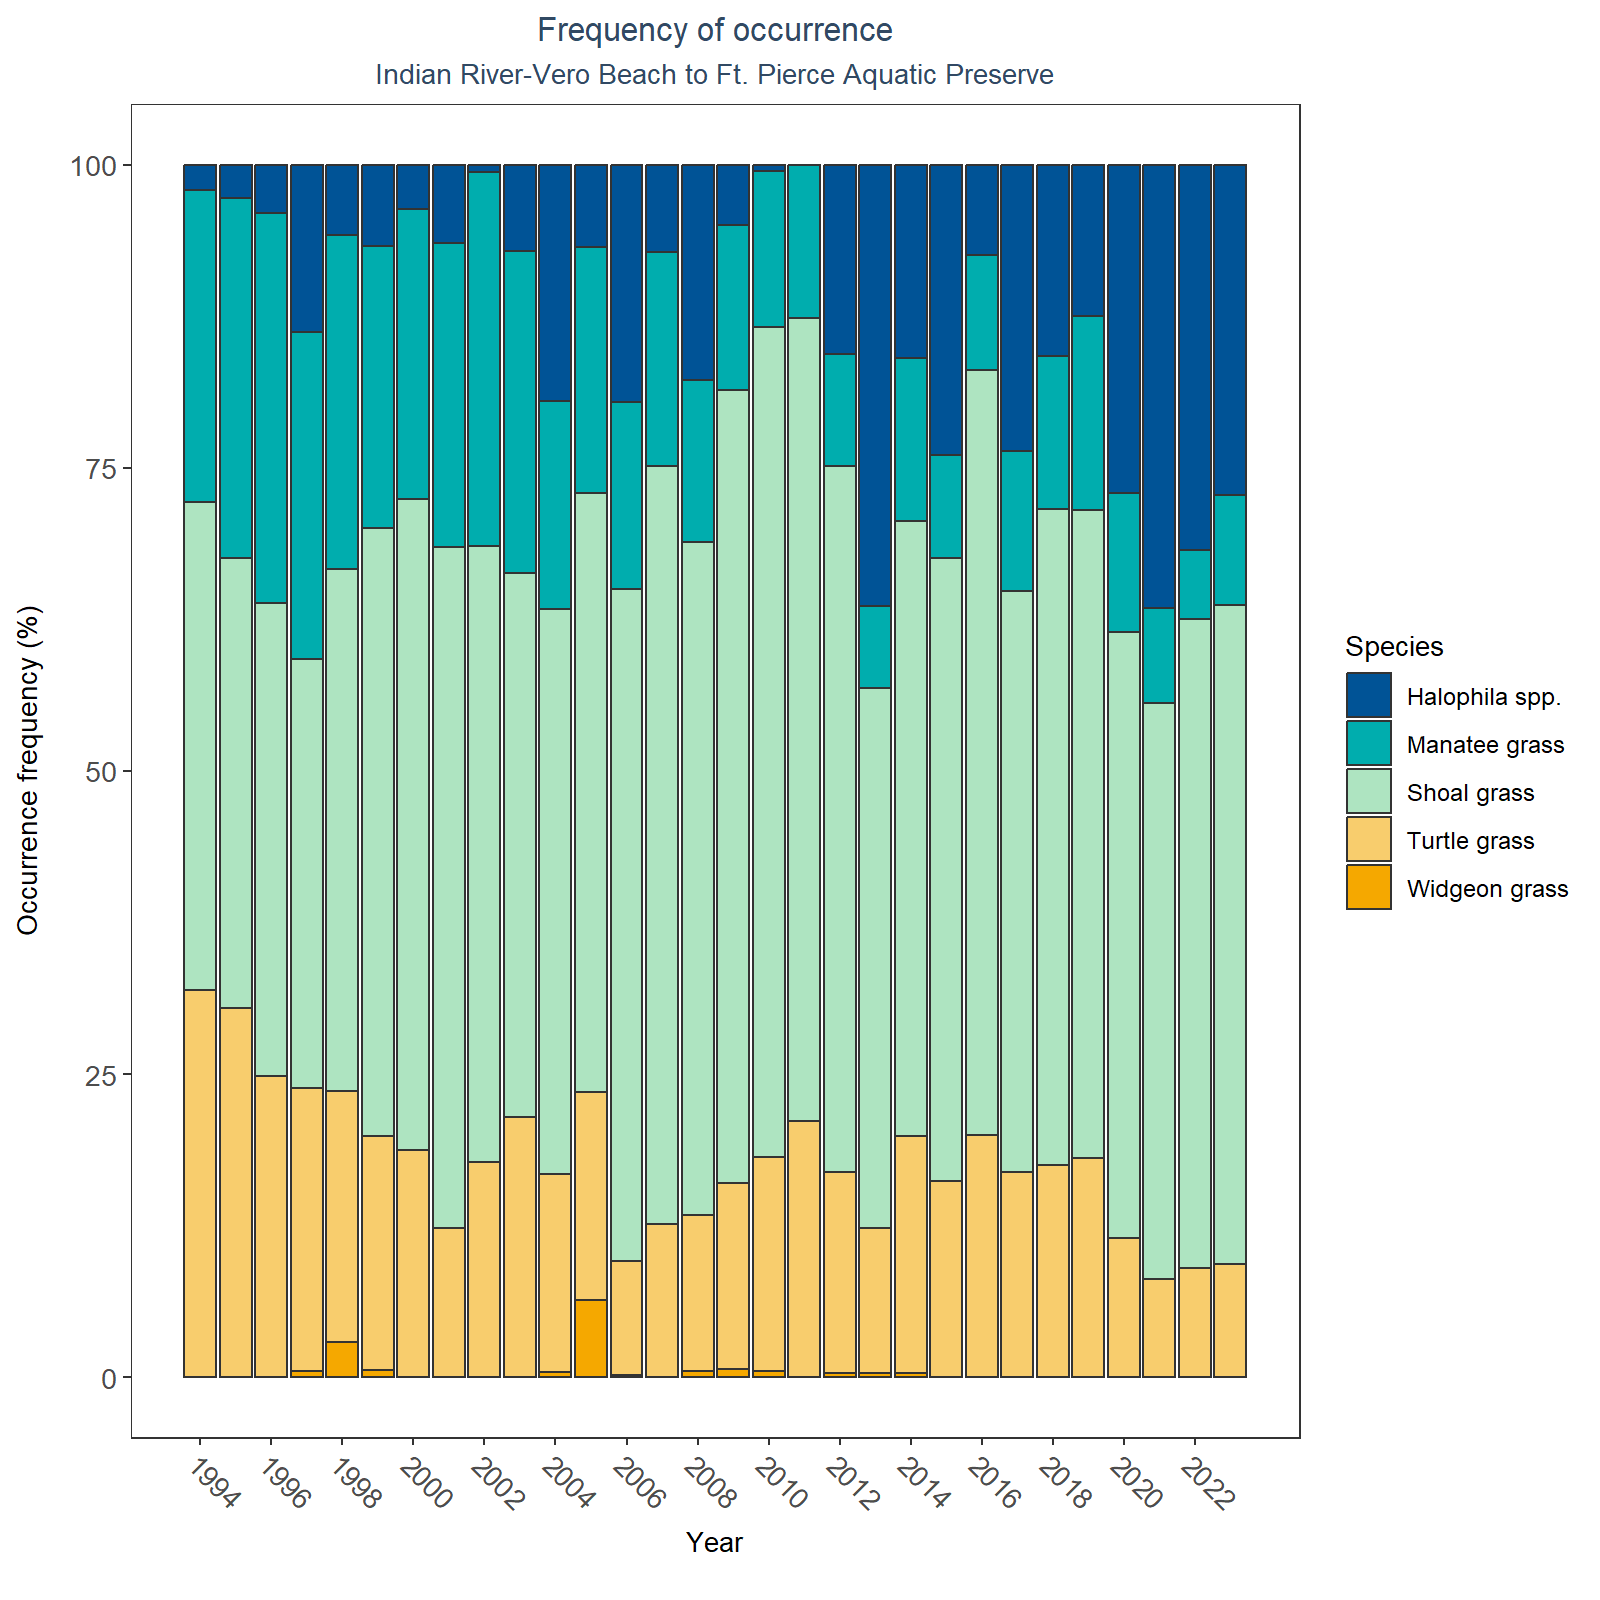 Frequency of occurrence
Indian River-Vero Beach to Ft. Pierce Aquatic Preserve
Occurrence frequency (%)
100
75
50
25
0
1994 1996 1998 2000 2002 2004 2006 2008 2010 2012 2014 2016 2018 2020 2022
Year
Species
Halophila spp.
Manatee grass
Shoal grass
Turtle grass
Widgeon grass